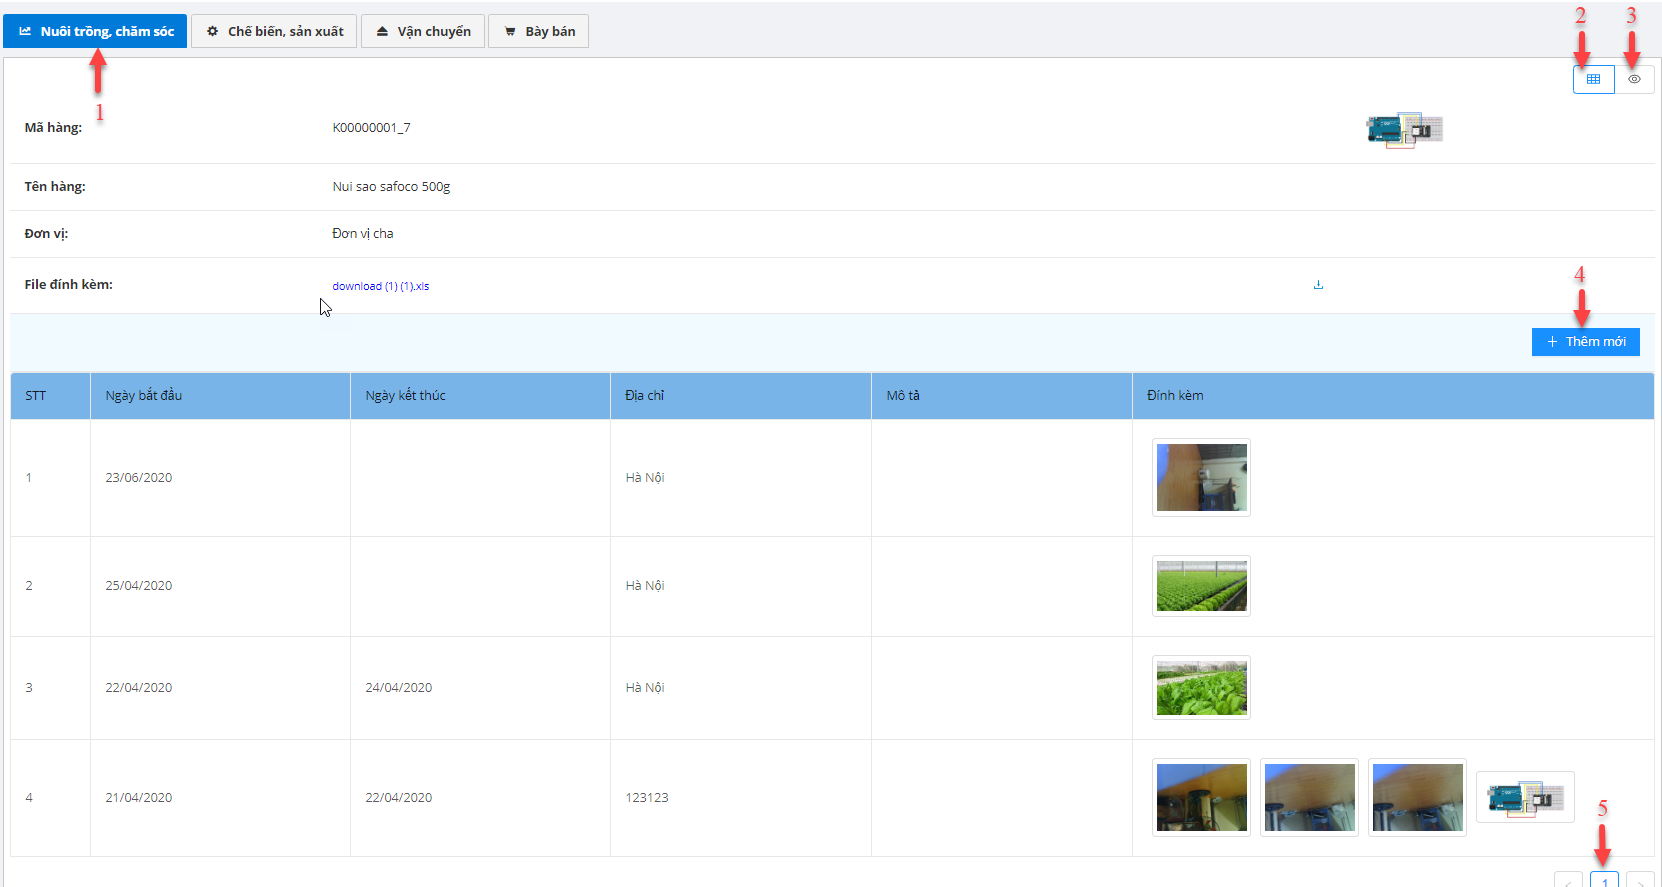 Nuôi trồng, chăm sóc Chế biến, sản xuất Vận chuyển Bày bán 2 3
1
Mã hàng: K00000001_7
Tên hàng: Nui sao safoco 500g
Đơn vị: Đơn vị cha
File đính kèm: download (1) (1).xls
4
+ Thêm mới
STT Ngày bắt đầu Ngày kết thúc Địa chỉ Mô tả Đính kèm
1 23/06/2020 Hà Nội
2 25/04/2020 Hà Nội
3 22/04/2020 24/04/2020 Hà Nội
4 21/04/2020 22/04/2020 123123
5
< 1 >